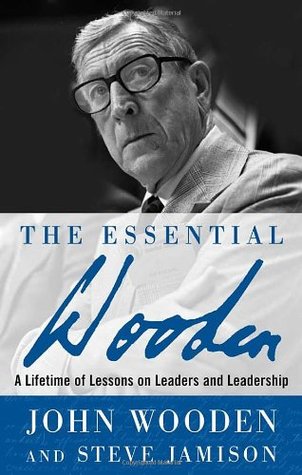 THE ESSENTIAL
Wooden
A Lifetime of Lessons on Leaders and Leadership
JOHN WOODEN
AND STEVE JAMISON